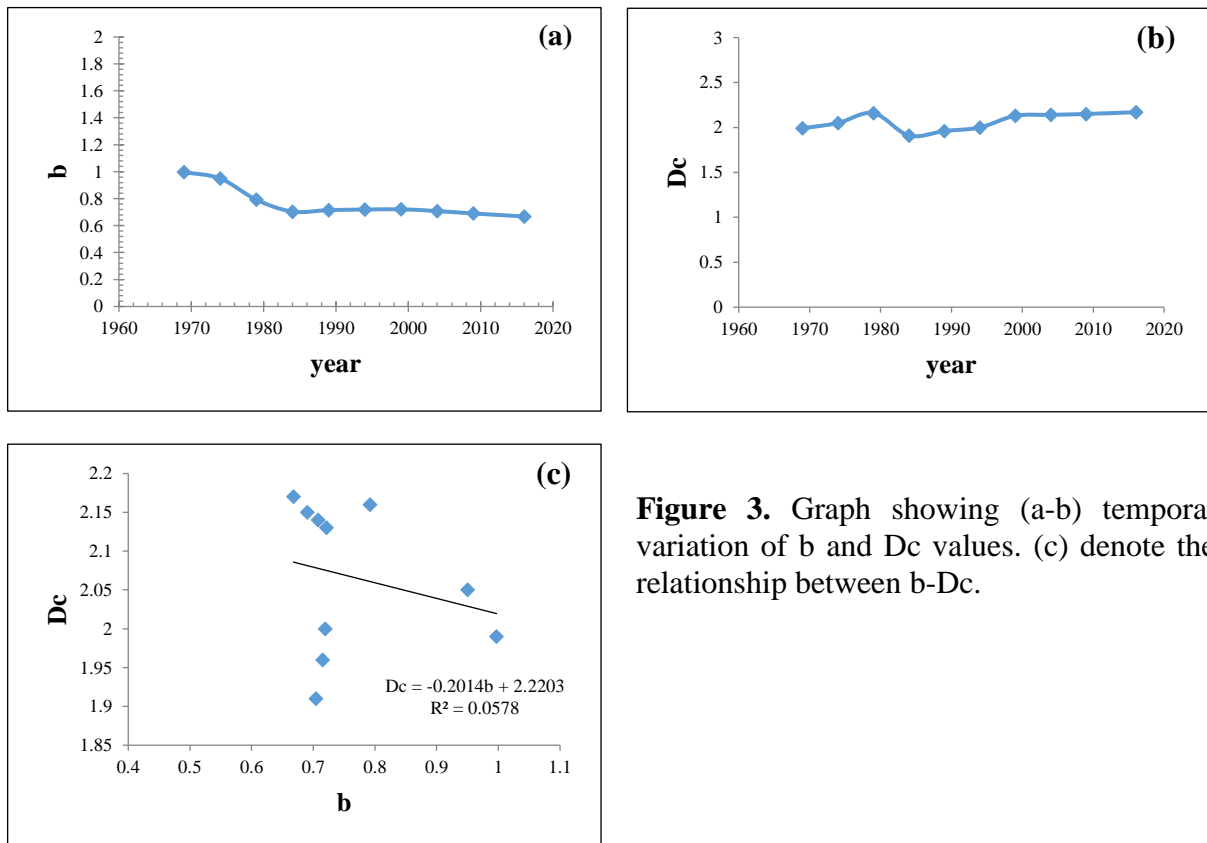 (a)
2
1.8
1.6
1.4
1.2
1
0.8
0.6
0.4
0.2
0
b
1960 1970 1980 1990 2000 2010 2020
year
(b)
3
2.5
2
1.5
1
0.5
0
Dc
1960 1970 1980 1990 2000 2010 2020
year
(c)
2.2
2.15
2.1
2.05
2
1.95
1.9
1.85
Dc
Dc = -0.2014b + 2.2203
R² = 0.0578
0.4 0.5 0.6 0.7 0.8 0.9 1 1.1
b
Figure 3. Graph showing (a-b) tempora
variation of b and Dc values. (c) denote the
relationship between b-Dc.